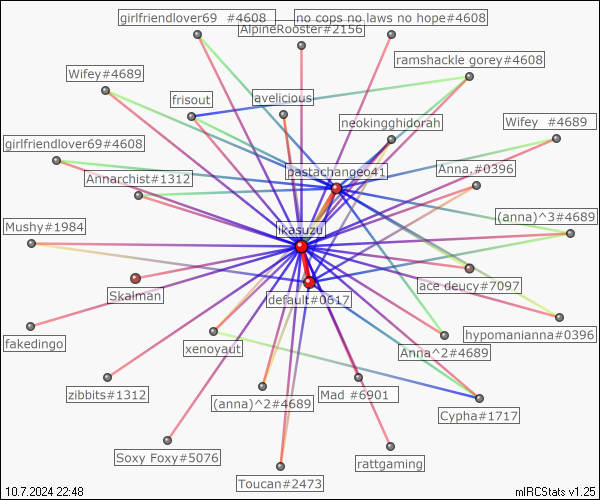 girlfriendlover69  #4608
no cops no laws no hope#4608
AlpineRooster#2156
ramshackle gorey#4608
Wifey#4689
frisout
avelicious
neokingghidorah
Wifey  #4689
girlfriendlover69#4608
Annarchist#1312
pastachangeo41
Anna.#0396
(anna)^3#4689
Mushy#1984
ikasuzu
Skalman
default#0617
ace deucy#7097
fakedingo
xenoyaut
hypomanianna#0396
Anna^2#4689
zibbits#1312
(anna)^2#4689
Mad #6901
Cypha#1717
Soxy Foxy#5076
Toucan#2473
rattgaming
10.7.2024 22:48
mIRCStats v1.25